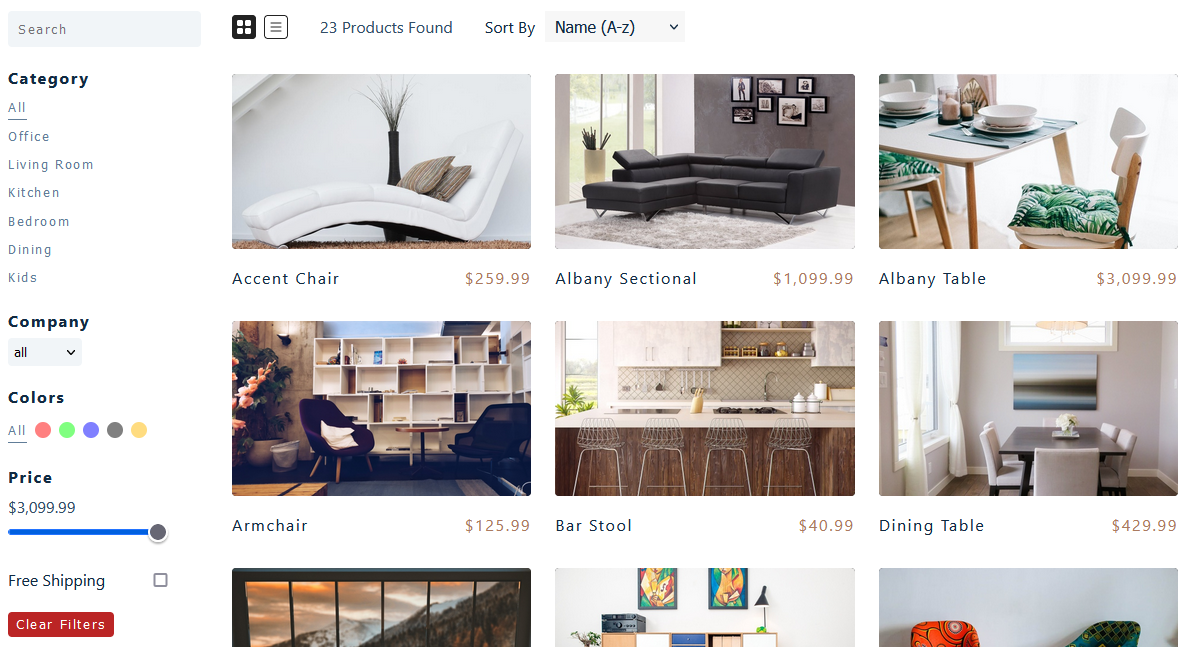 Search
Category
All
Office
Living Room
Kitchen
Bedroom
Dining
Kids
Company
all
Colors
All
Price
$3,099.99
Free Shipping
Clear Filters
23 Products Found
Sort By
Name (A-z)
Accent Chair $259.99
Albany Sectional $1,099.99
Albany Table $3,099.99
Armchair $125.99
Bar Stool $40.99
Dining Table $429.99